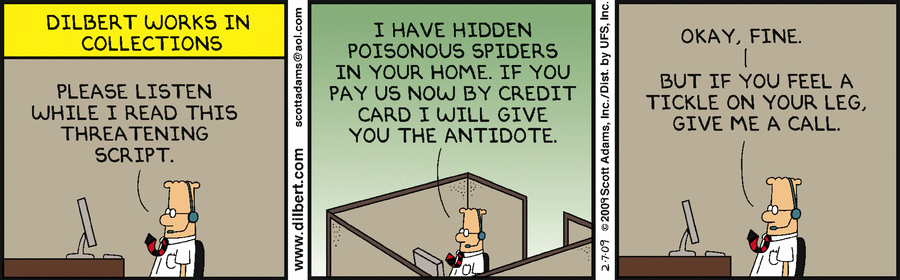 DILBERT WORKS IN
COLLECTIONS
PLEASE LISTEN
WHILE I READ THIS
THREATENING
SCRIPT.
www.dilbert.com scottadams@aol.com
I HAVE HIDDEN
POISONOUS SPIDERS
IN YOUR HOME. IF YOU
PAY US NOW BY CREDIT
CARD I WILL GIVE
YOU THE ANTIDOTE.
2-7-09 ©2009 Scott Adams, Inc./Dist. by UFS, Inc.
OKAY, FINE.
BUT IF YOU FEEL A
TICKLE ON YOUR LEG,
GIVE ME A CALL.